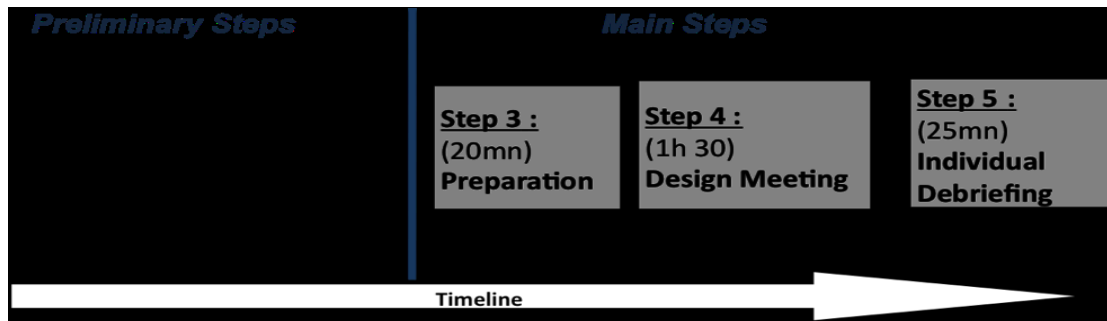 Preliminary Steps
Main Steps
Step 3 :
(20mn)
Preparation
Step 4 :
(1h 30)
Design Meeting
Step 5 :
(25mn)
Individual
Debriefing
Timeline